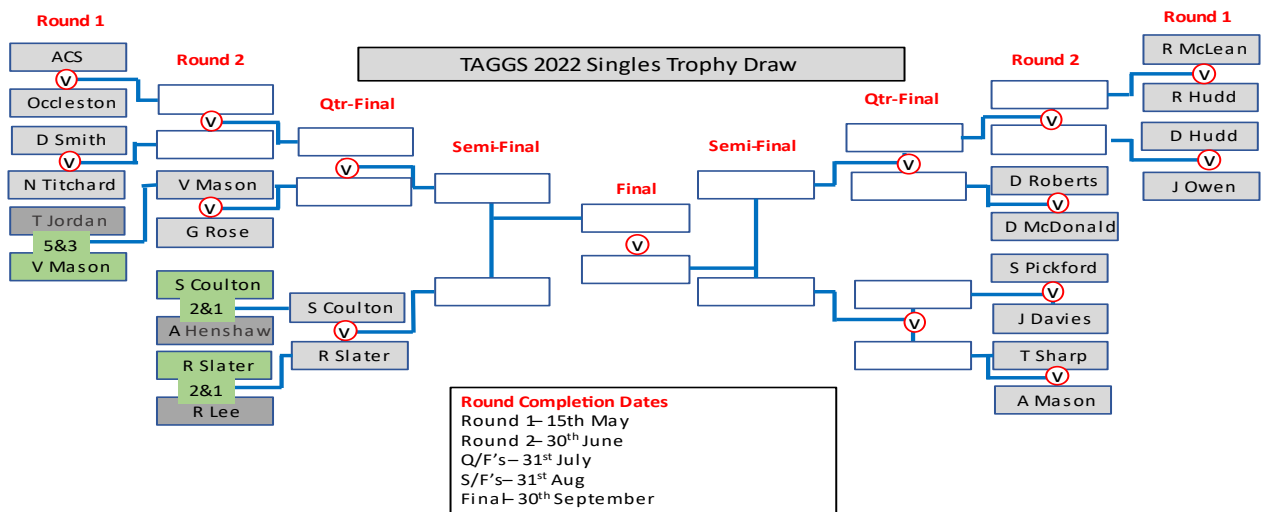 TAGGS 2022 Singles Trophy Draw
Round 1
ACS
V
Occleston
D Smith
V
N Titchard
T Jordan
5&3
V Mason
Round 2
V
V Mason
V
G Rose
S Coulton
2&1
A Henshaw
R Slater
2&1
R Lee
Qtr-Final
V
S Coulton
V
R Slater
Semi-Final
Final
V
Semi-Final
Qtr-Final
V
V
Round 2
V
D Roberts
V
D McDonald
S Pickford
V
J Davies
T Sharp
V
A Mason
Round 1
R McLean
V
R Hudd
D Hudd
V
J Owen
Round Completion Dates
Round 1– 15th May
Round 2– 30th June
Q/F's– 31st July
S/F's– 31st Aug
Final– 30th September